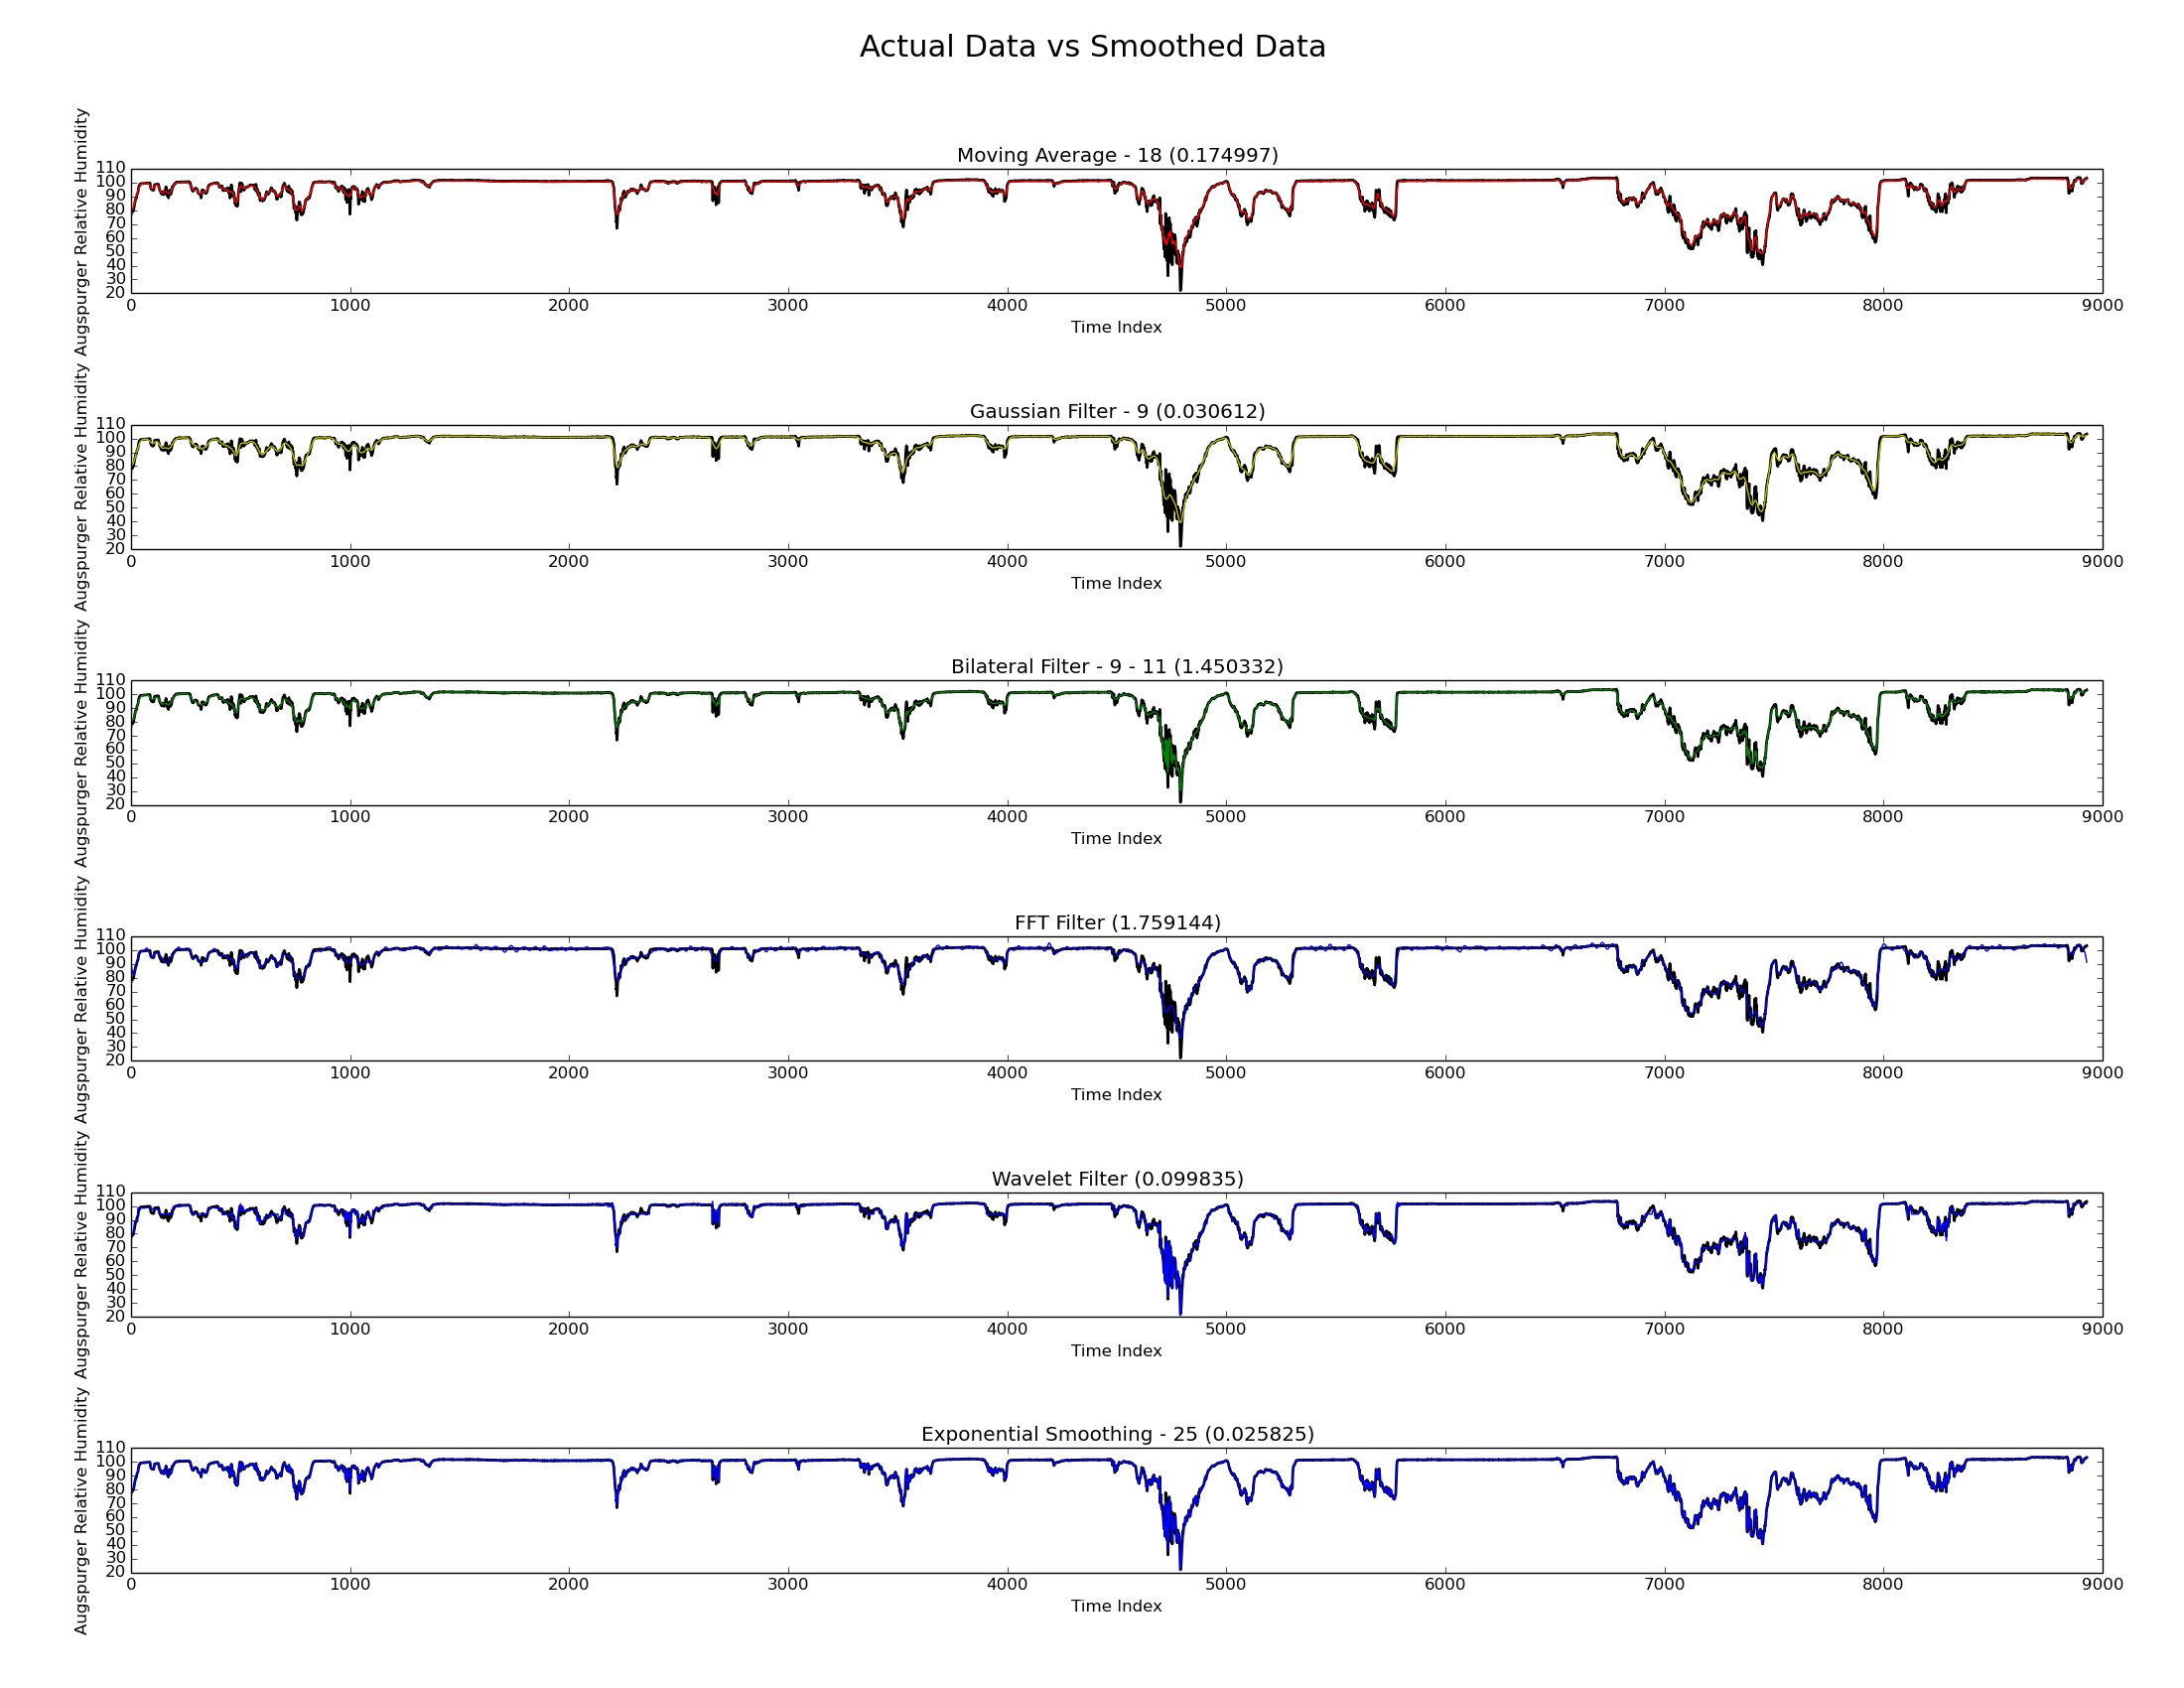 Actual Data vs Smoothed Data
Moving Average - 18 (0.174997)
Augspurger Relative Humidity
110
100
90
80
70
60
50
40
30
20
0 1000 2000 3000 4000 5000 6000 7000 8000 9000
Time Index
Gaussian Filter - 9 (0.030612)
Augspurger Relative Humidity
110
100
90
80
70
60
50
40
30
20
0 1000 2000 3000 4000 5000 6000 7000 8000 9000
Time Index
Bilateral Filter - 9 - 11 (1.450332)
Augspurger Relative Humidity
110
100
90
80
70
60
50
40
30
20
0 1000 2000 3000 4000 5000 6000 7000 8000 9000
Time Index
FFT Filter (1.759144)
Augspurger Relative Humidity
110
100
90
80
70
60
50
40
30
20
0 1000 2000 3000 4000 5000 6000 7000 8000 9000
Time Index
Wavelet Filter (0.099835)
Augspurger Relative Humidity
110
100
90
80
70
60
50
40
30
20
0 1000 2000 3000 4000 5000 6000 7000 8000 9000
Time Index
Exponential Smoothing - 25 (0.025825)
Augspurger Relative Humidity
110
100
90
80
70
60
50
40
30
20
0 1000 2000 3000 4000 5000 6000 7000 8000 9000
Time Index